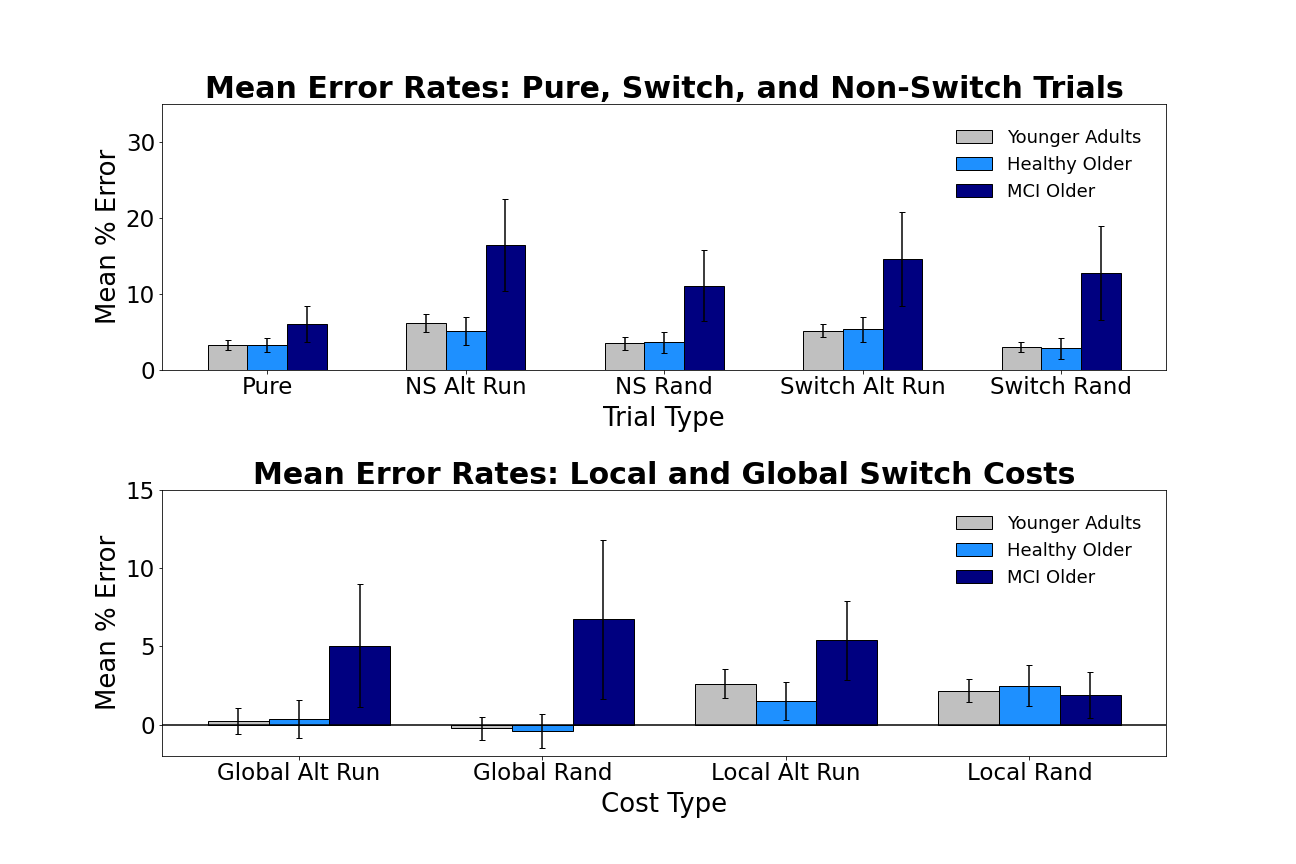 Mean Error Rates: Pure, Switch, and Non-Switch Trials
Mean % Error
30
20
10
0
Younger Adults
Healthy Older
MCI Older
Pure NS Alt Run NS Rand Switch Alt Run Switch Rand
Trial Type
Mean Error Rates: Local and Global Switch Costs
Mean % Error
15
10
5
0
Younger Adults
Healthy Older
MCI Older
Global Alt Run Global Rand Local Alt Run Local Rand
Cost Type